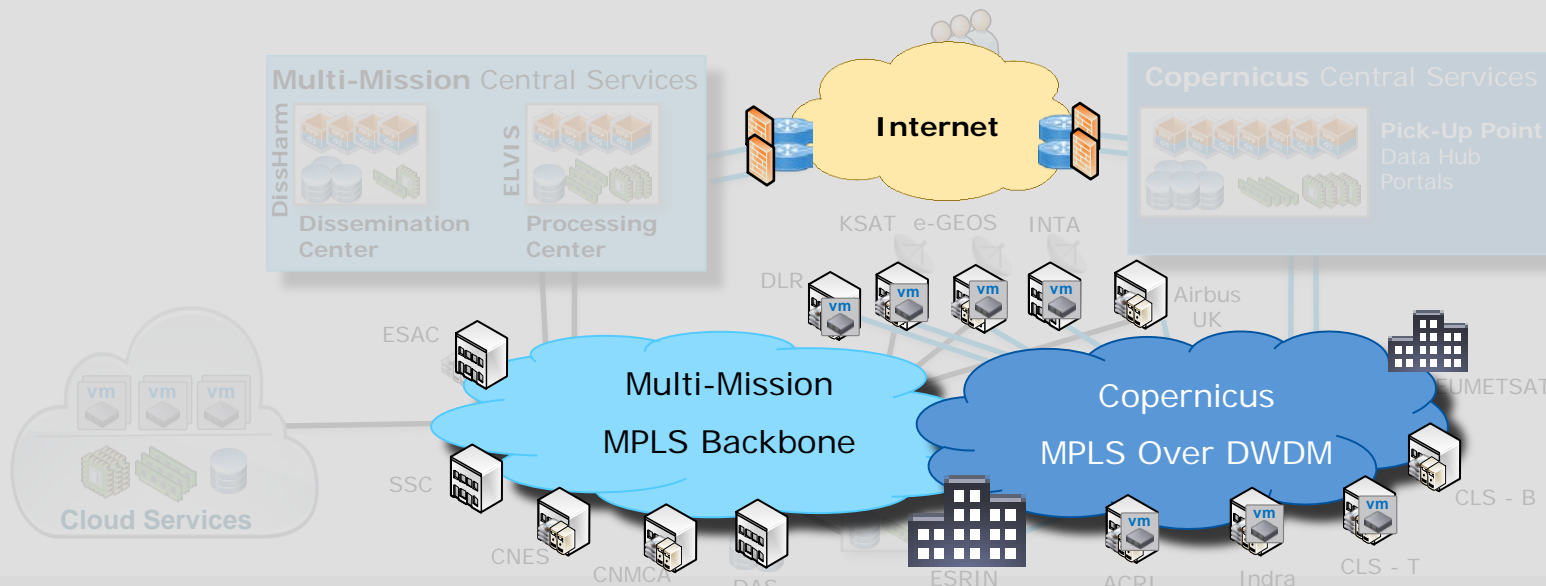 Multi-Mission Central Services
DissHarm
ELVIS
Dissemination
Center
Processing
Center
Internet
Copernicus Central Services
Pick-Up Point
Data Hub
Portals
KSAT
e-GEOS
INTA
DLR
vm
vm
vm
vm
Airbus
UK
ESAC
Multi-Mission
MPLS Backbone
Copernicus
MPLS Over DWDM
EUMETSAT
vm
vm
vm
Cloud Services
SSC
CNES
CNMCA
DAS
ESRIN
vm
ACRI
vm
Indra
vm
CLS - T
CLS - B